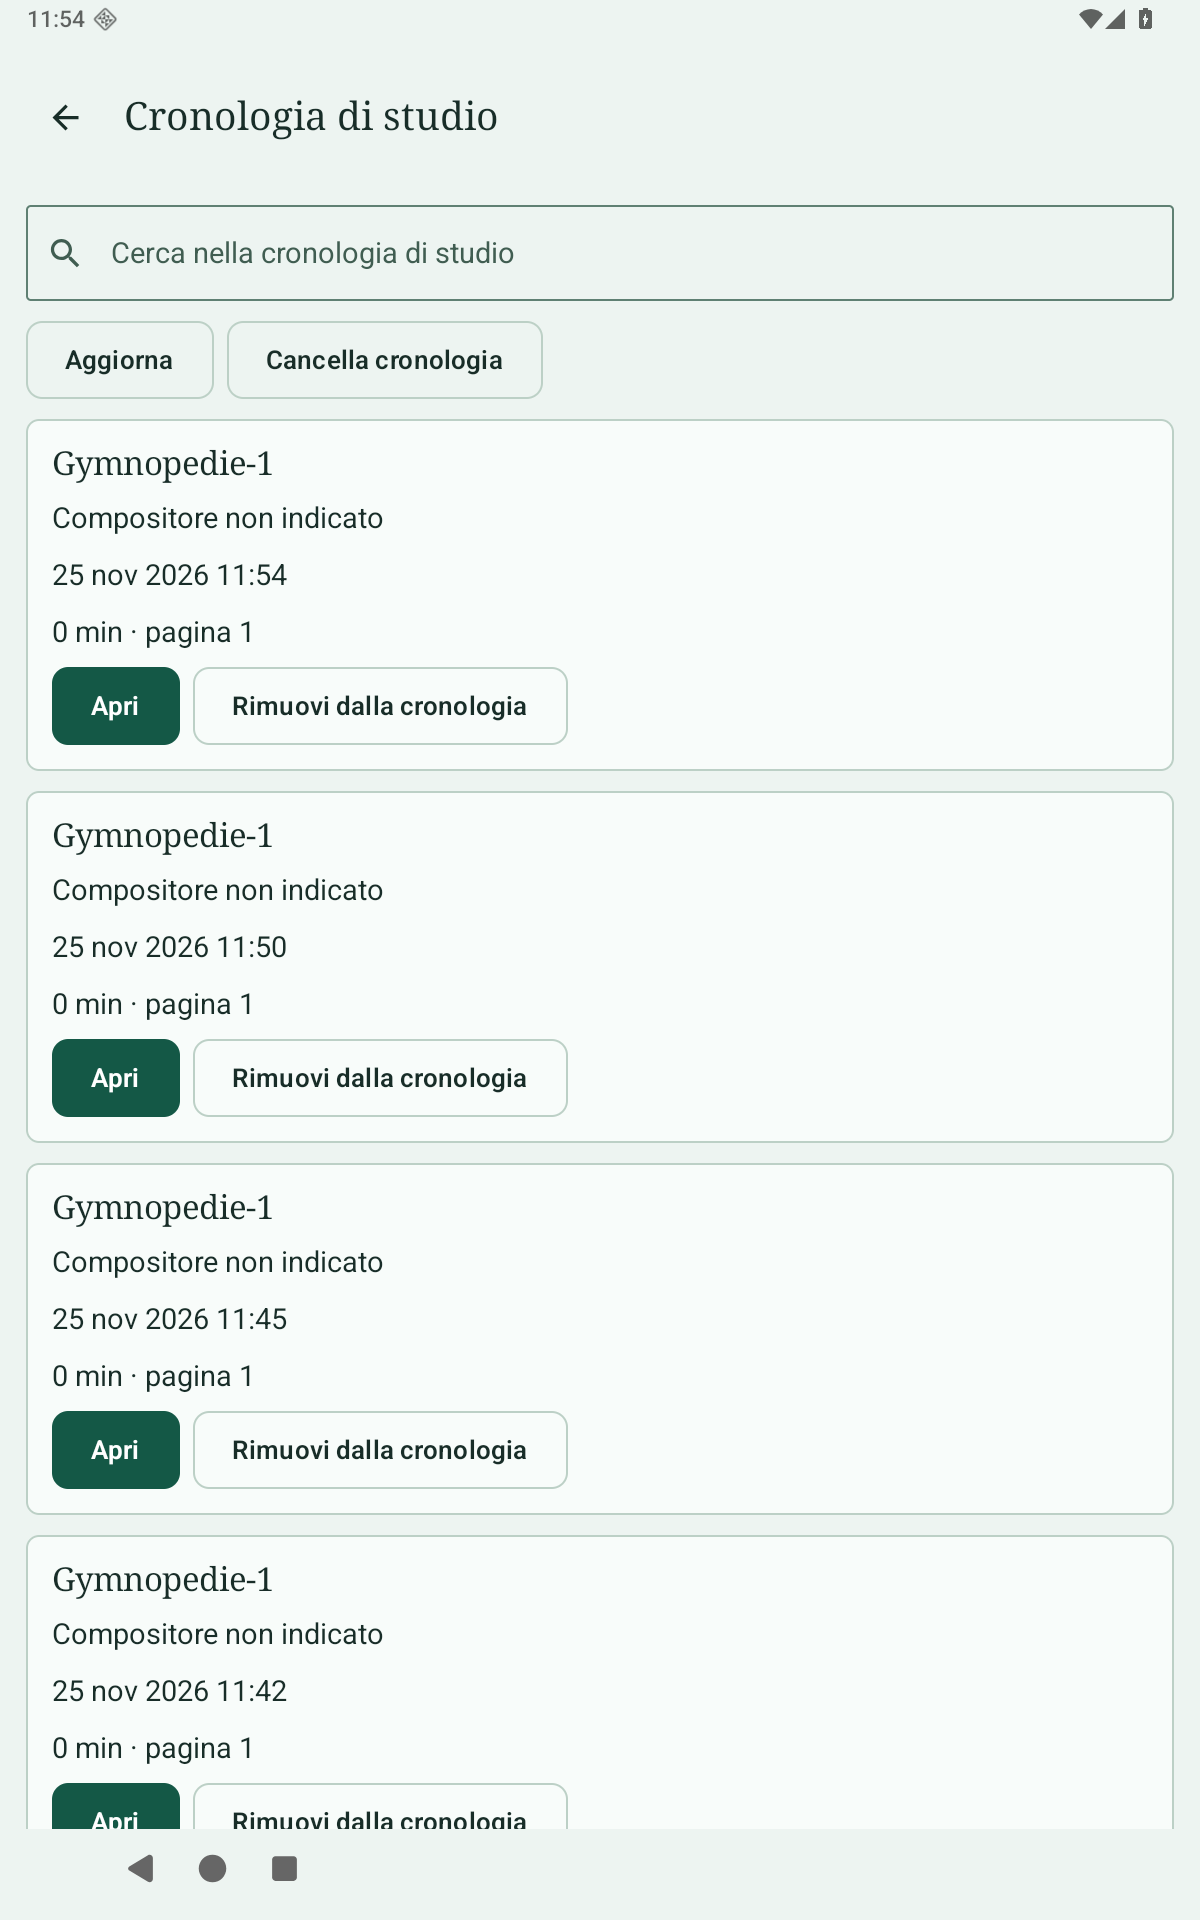 11:54
Cronologia di studio
Cerca nella cronologia di studio
Aggiorna
Cancella cronologia
Gymnopedie-1
Compositore non indicato
25 nov 2026 11:54
0 min · pagina 1
Apri
Rimuovi dalla cronologia
Gymnopedie-1
Compositore non indicato
25 nov 2026 11:50
0 min · pagina 1
Apri
Rimuovi dalla cronologia
Gymnopedie-1
Compositore non indicato
25 nov 2026 11:45
0 min · pagina 1
Apri
Rimuovi dalla cronologia
Gymnopedie-1
Compositore non indicato
25 nov 2026 11:42
0 min · pagina 1
Apri
Rimuovi dalla cronologia